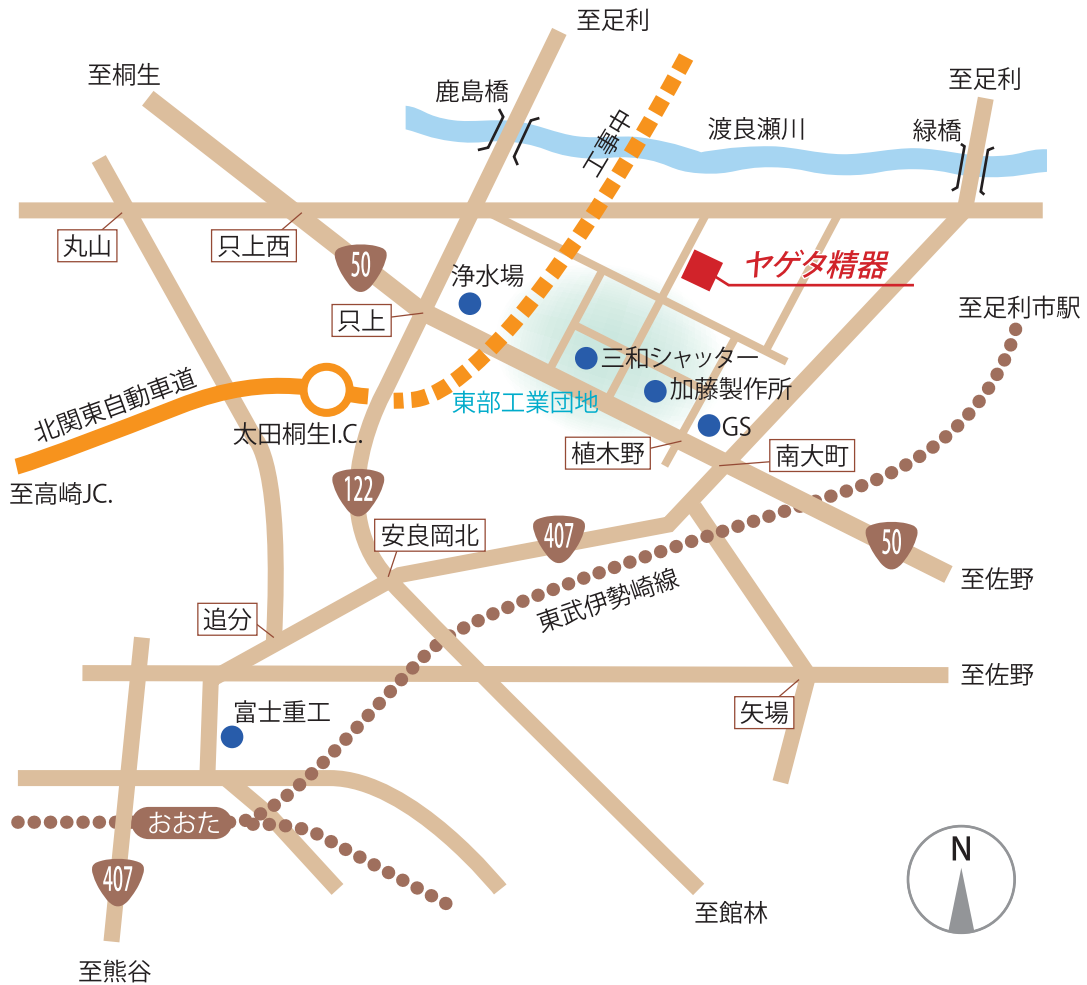 至足利
至桐生
鹿島橋
至足利
渡良瀬川
緑橋
工事中
丸山
只上西
50
浄水場
ヤゲタ精器
只上
至足利市駅
三和シャッター
加藤製作所
北関東自動車道
東部工業団地
太田桐生I.C.
GS
植木野
南大町
至高崎JC.
122
安良岡北
407
50
至佐野
東武伊勢崎線
追分
至佐野
矢場
富士重工
おおた
N
407
至館林
至熊谷